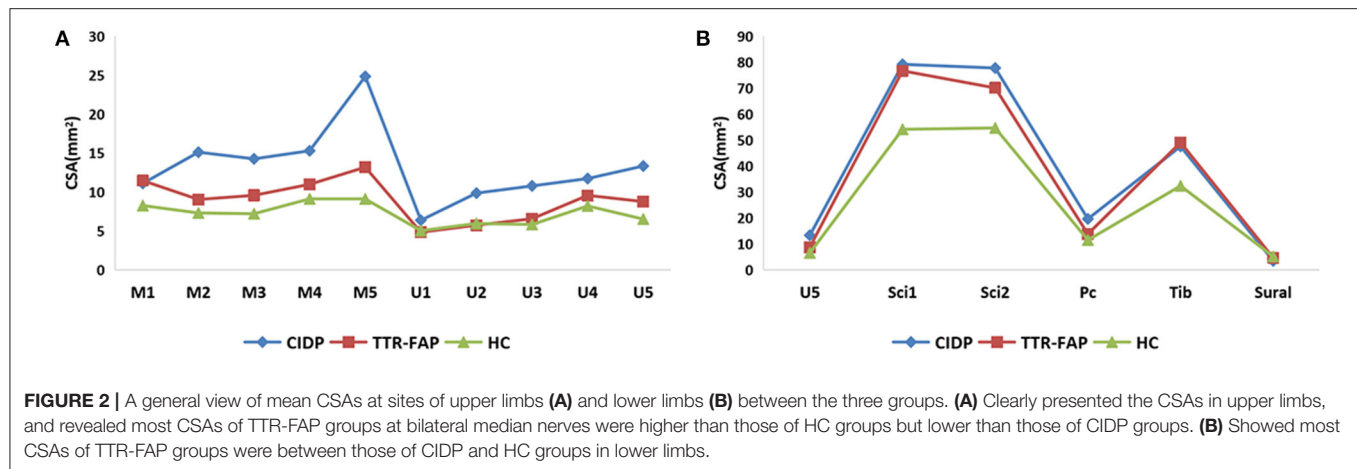 A
30
25
20
15
10
5
0
CSA(mm²)
M1 M2 M3 M4 M5 U1 U2 U3 U4 U5
CIDP TTR-FAP HC
B
90
80
70
60
50
40
30
20
10
0
CSA(mm²)
U5 Sci1 Sci2 Pc Tib Sural
CIDP TTR-FAP HC
FIGURE 2 | A general view of mean CSAs at sites of upper limbs (A) and lower limbs (B) between the three groups. (A) Clearly presented the CSAs in upper limbs,
and revealed most CSAs of TTR-FAP groups at bilateral median nerves were higher than those of HC groups but lower than those of CIDP groups. (B) Showed most
CSAs of TTR-FAP groups were between those of CIDP and HC groups in lower limbs.